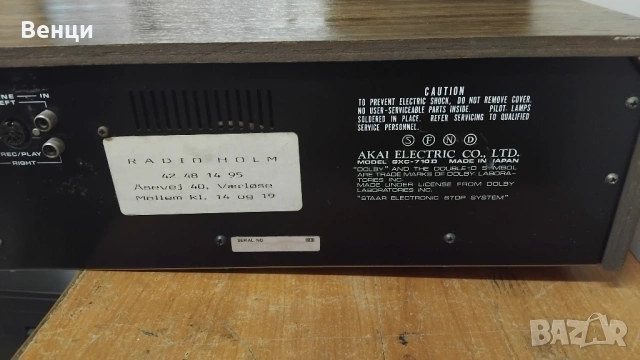 Венци
LINE IN
LEFT
REC/PLAY
RIGHT
RADIO HOLM
42 48 14 95
Åsevej 40, Værløse
Mellem kl. 14 og 19
SERIAL NO.
CAUTION
TO PREVENT ELECTRIC SHOCK, DO NOT REMOVE COVER.
NO USER-SERVICEABLE PARTS INSIDE. PILOT LAMPS
SOLDERED IN PLACE. REFER SERVICING TO QUALIFIED
SERVICE PERSONNEL.
S F N D
AKAI ELECTRIC CO., LTD.
MODEL GXC-710D MADE IN JAPAN
"DOLBY" AND THE DOUBLE-D SYMBOL
ARE TRADE MARKS OF DOLBY LABORA-
TORIES INC.
MADE UNDER LICENSE FROM DOLBY
LABORATORIES INC.
"STAAR ELECTRONIC STOP SYSTEM"
BAZAR